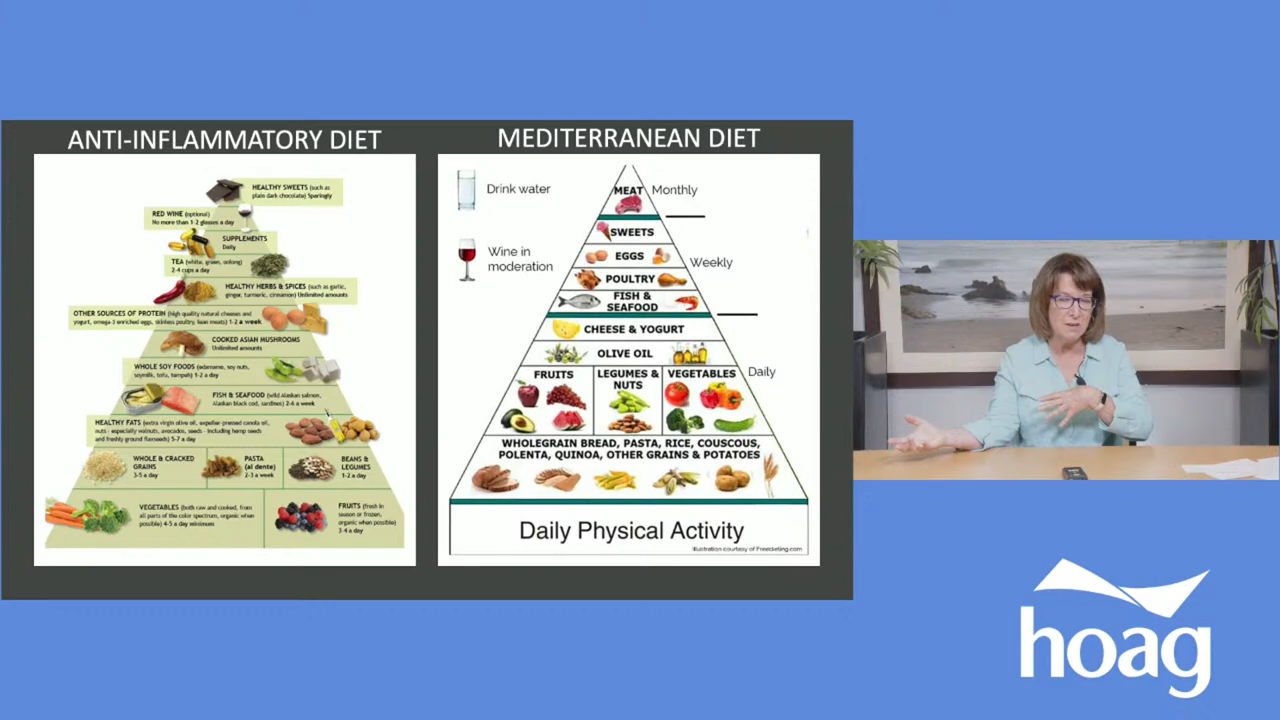 ANTI-INFLAMMATORY DIET
HEALTHY SWEETS (such as
plain dark chocolate) Sparingly
RED WINE (optional)
No more than 1-2 glasses a day
SUPPLEMENTS
Daily
TEA (white, green, oolong)
2-4 cups a day
HEALTHY HERBS & SPICES (such as garlic,
ginger, turmeric, cinnamon) Unlimited amounts
OTHER SOURCES OF PROTEIN (high quality natural cheeses and
yogurt, omega-3 enriched eggs, skinless poultry, lean meats) 1-2 a week
COOKED ASIAN MUSHROOMS
Unlimited amounts
WHOLE SOY FOODS (edamame, soy nuts,
soymilk, tofu, tempeh) 1-2 a day
FISH & SEAFOOD (wild Alaskan salmon,
Alaskan black cod, sardines) 2-6 a week
HEALTHY FATS (extra virgin olive oil, expeller-pressed canola oil,
nuts - especially walnuts, avocados, seeds - including hemp seeds
and freshly ground flaxseeds) 5-7 a day
WHOLE & CRACKED
GRAINS
3-5 a day
PASTA
(al dente)
2-3 a week
BEANS &
LEGUMES
1-2 a day
VEGETABLES (both raw and cooked, from
all parts of the color spectrum, organic when
possible) 4-5 a day minimum
FRUITS (fresh in
season or frozen,
organic when possible)
3-4 a day
MEDITERRANEAN DIET
Drink water
Wine in
moderation
MEAT
Monthly
SWEETS
EGGS
Weekly
POULTRY
FISH &
SEAFOOD
CHEESE & YOGURT
OLIVE OIL
Daily
FRUITS
LEGUMES &
NUTS
VEGETABLES
WHOLEGRAIN BREAD, PASTA, RICE, COUSCOUS,
POLENTA, QUINOA, OTHER GRAINS & POTATOES
Daily Physical Activity
Illustration courtesy of Freedieting.com
hoag